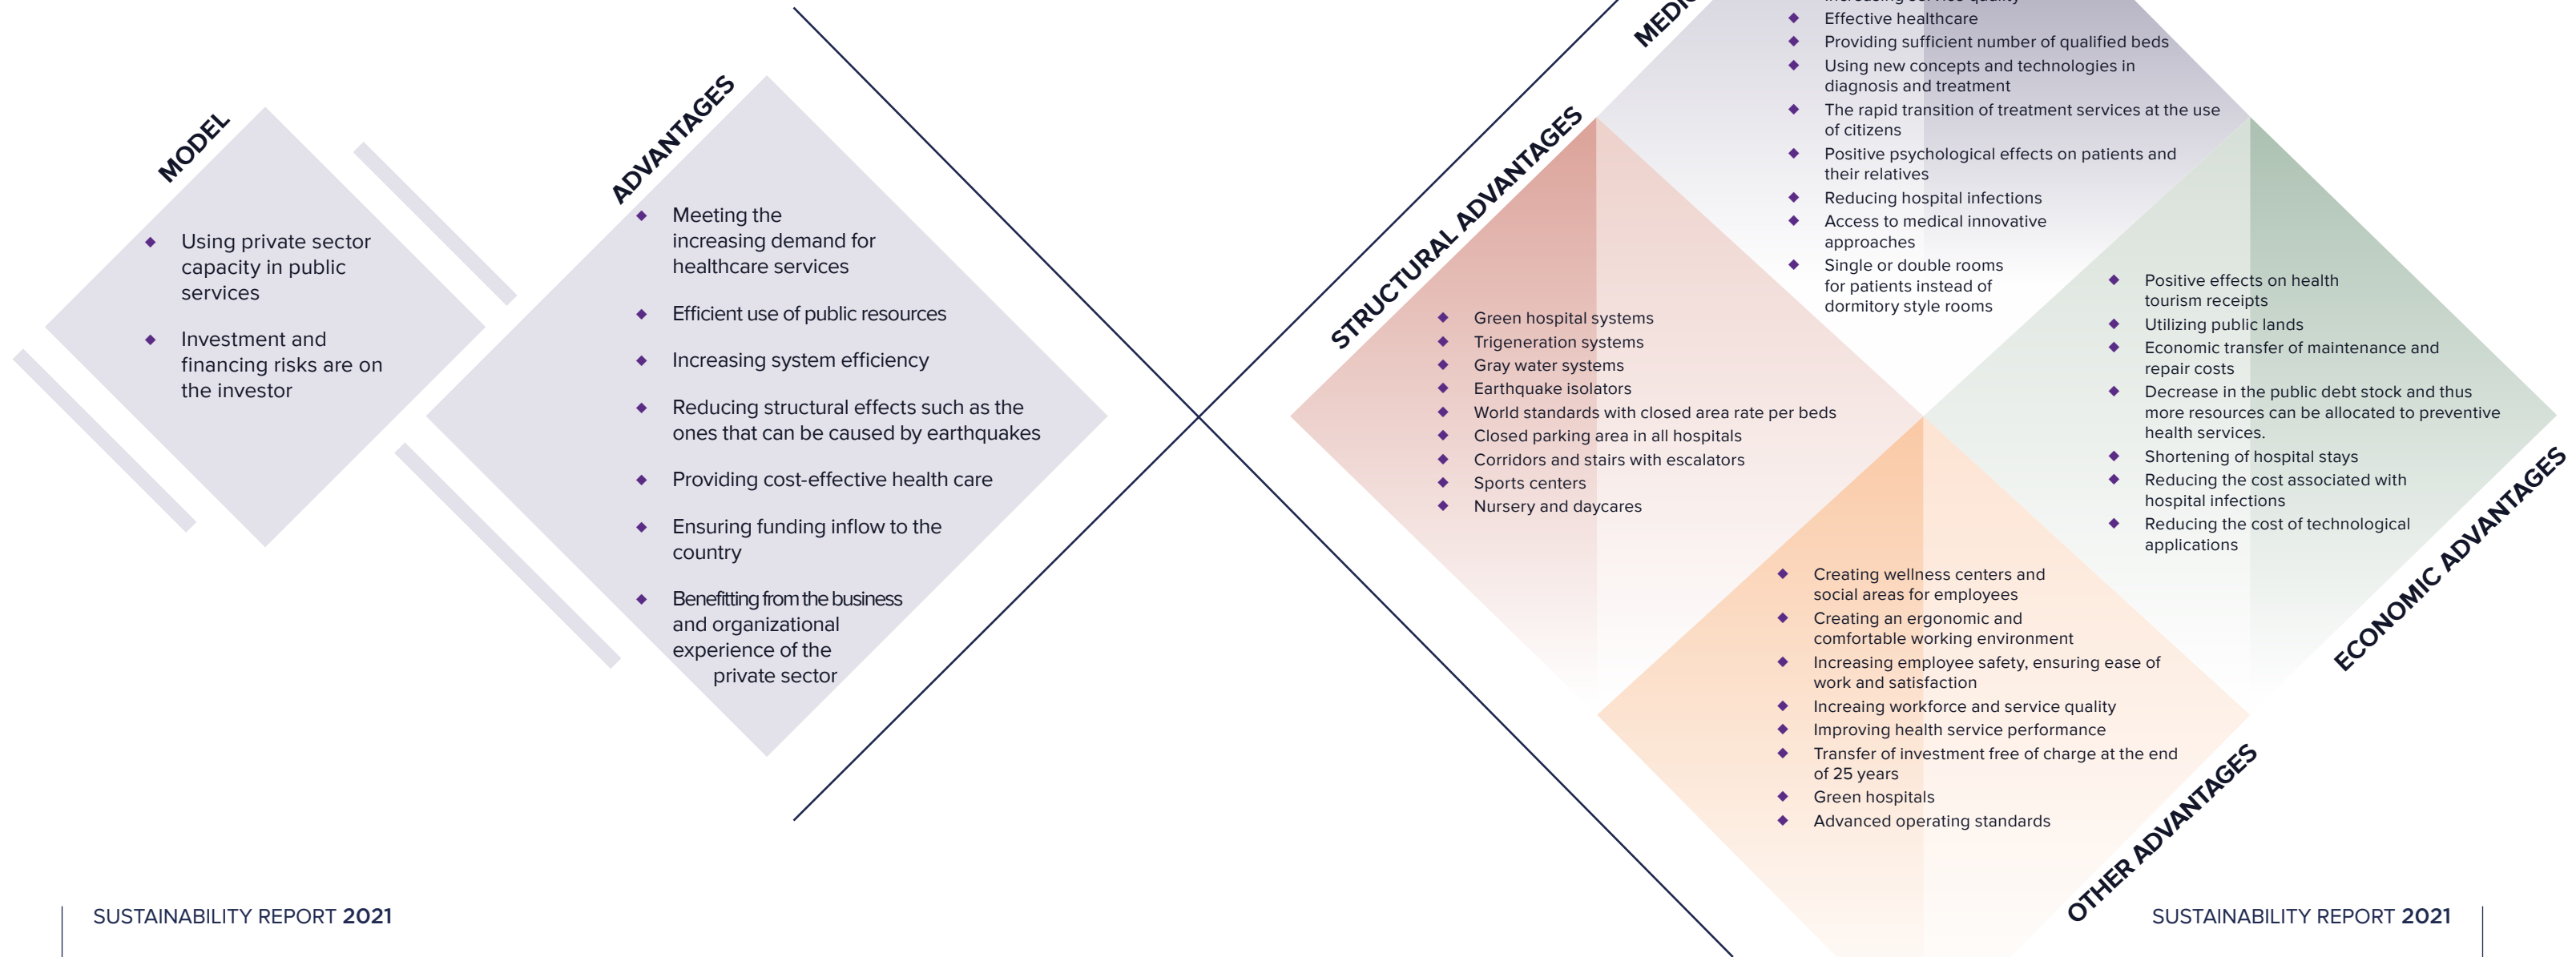 MODEL
Using private sector
capacity in public
services
Investment and
financing risks are on
the investor
ADVANTAGES
Meeting the
increasing demand for
healthcare services
Efficient use of public resources
Increasing system efficiency
Reducing structural effects such as the
ones that can be caused by earthquakes
Providing cost-effective health care
Ensuring funding inflow to the
country
Benefitting from the business
and organizational
experience of the
private sector
SUSTAINABILITY REPORT 2021
Effective healthcare
Providing sufficient number of qualified beds
Using new concepts and technologies in
diagnosis and treatment
The rapid transition of treatment services at the use
of citizens
Positive psychological effects on patients and
their relatives
Reducing hospital infections
Access to medical innovative
approaches
Single or double rooms
for patients instead of
dormitory style rooms
STRUCTURAL ADVANTAGES
Green hospital systems
Trigeneration systems
Gray water systems
Earthquake isolators
World standards with closed area rate per beds
Closed parking area in all hospitals
Corridors and stairs with escalators
Sports centers
Nursery and daycares
Positive effects on health
tourism receipts
Utilizing public lands
Economic transfer of maintenance and
repair costs
Decrease in the public debt stock and thus
more resources can be allocated to preventive
health services.
Shortening of hospital stays
Reducing the cost associated with
hospital infections
Reducing the cost of technological
applications
ECONOMIC ADVANTAGES
Creating wellness centers and
social areas for employees
Creating an ergonomic and
comfortable working environment
Increasing employee safety, ensuring ease of
work and satisfaction
Increaing workforce and service quality
Improving health service performance
Transfer of investment free of charge at the end
of 25 years
Green hospitals
Advanced operating standards
OTHER ADVANTAGES
SUSTAINABILITY REPORT 2021